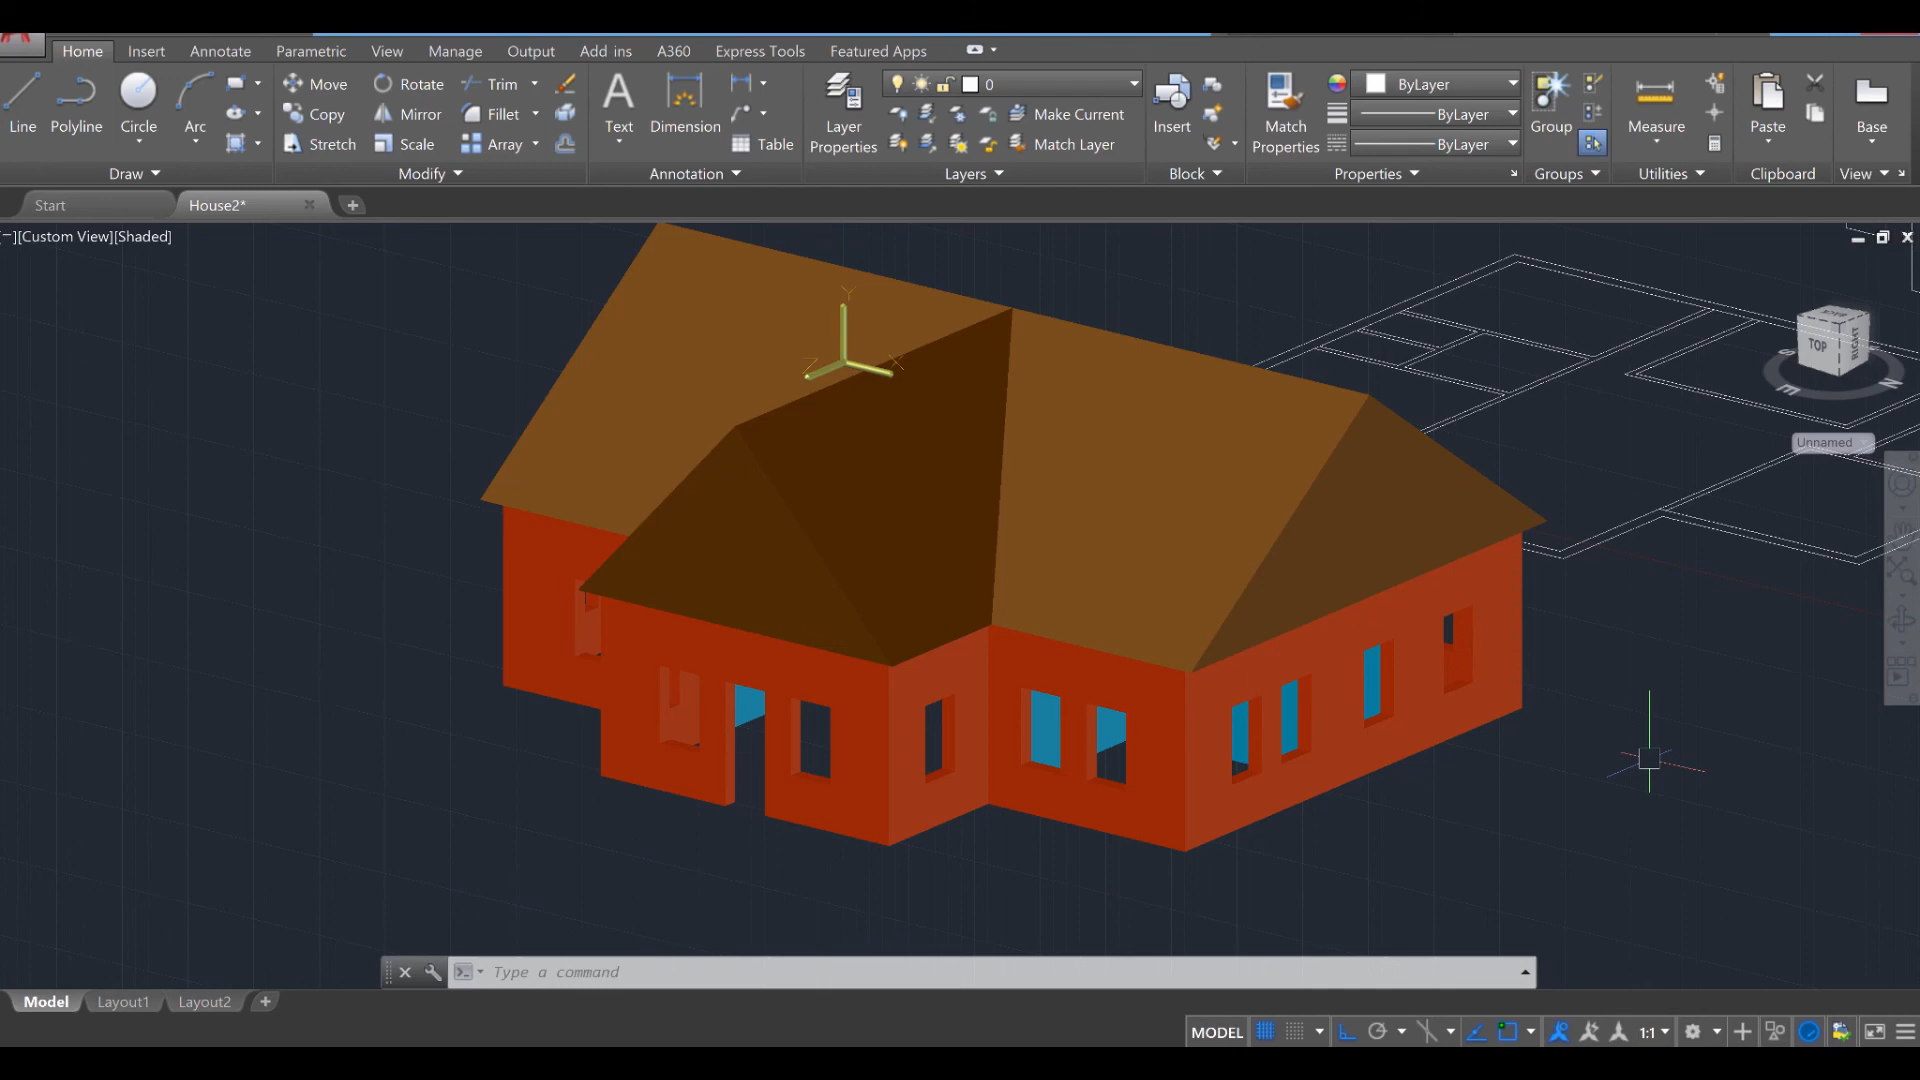 Home Insert Annotate Parametric View Manage Output Add ins A360 Express Tools Featured Apps
Line Polyline Circle Arc
Move Rotate Trim
Copy Mirror Fillet
Stretch Scale Array
Text Dimension
Table
Layer Properties
0
Make Current
Match Layer
Insert
Match Properties
ByLayer
ByLayer
ByLayer
Group
Measure
Paste
Base
Draw Modify Annotation Layers Block Properties Groups Utilities Clipboard View
Start House2*
[−][Custom View][Shaded]
Y
Z X
BACK
TOP RIGHT
S
E N
Unnamed
Type a command
Model Layout1 Layout2
MODEL 1:1